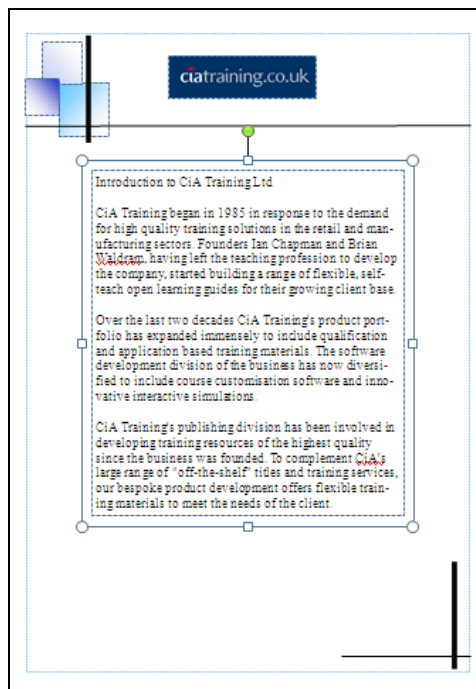 ciatraining.co.uk
Introduction to CiA Training Ltd
CiA Training began in 1985 in response to the demand
for high quality training solutions in the retail and man-
ufacturing sectors. Founders Ian Chapman and Brian
Waldram, having left the teaching profession to develop
the company, started building a range of flexible, self-
teach open learning guides for their growing client base.
Over the last two decades CiA Training's product port-
folio has expanded immensely to include qualification
and application based training materials. The software
development division of the business has now diversi-
fied to include course customisation software and inno-
vative interactive simulations.
CiA Training's publishing division has been involved in
developing training resources of the highest quality
since the business was founded. To complement CiA's
large range of "off-the-shelf" titles and training services,
our bespoke product development offers flexible train-
ing materials to meet the needs of the client.